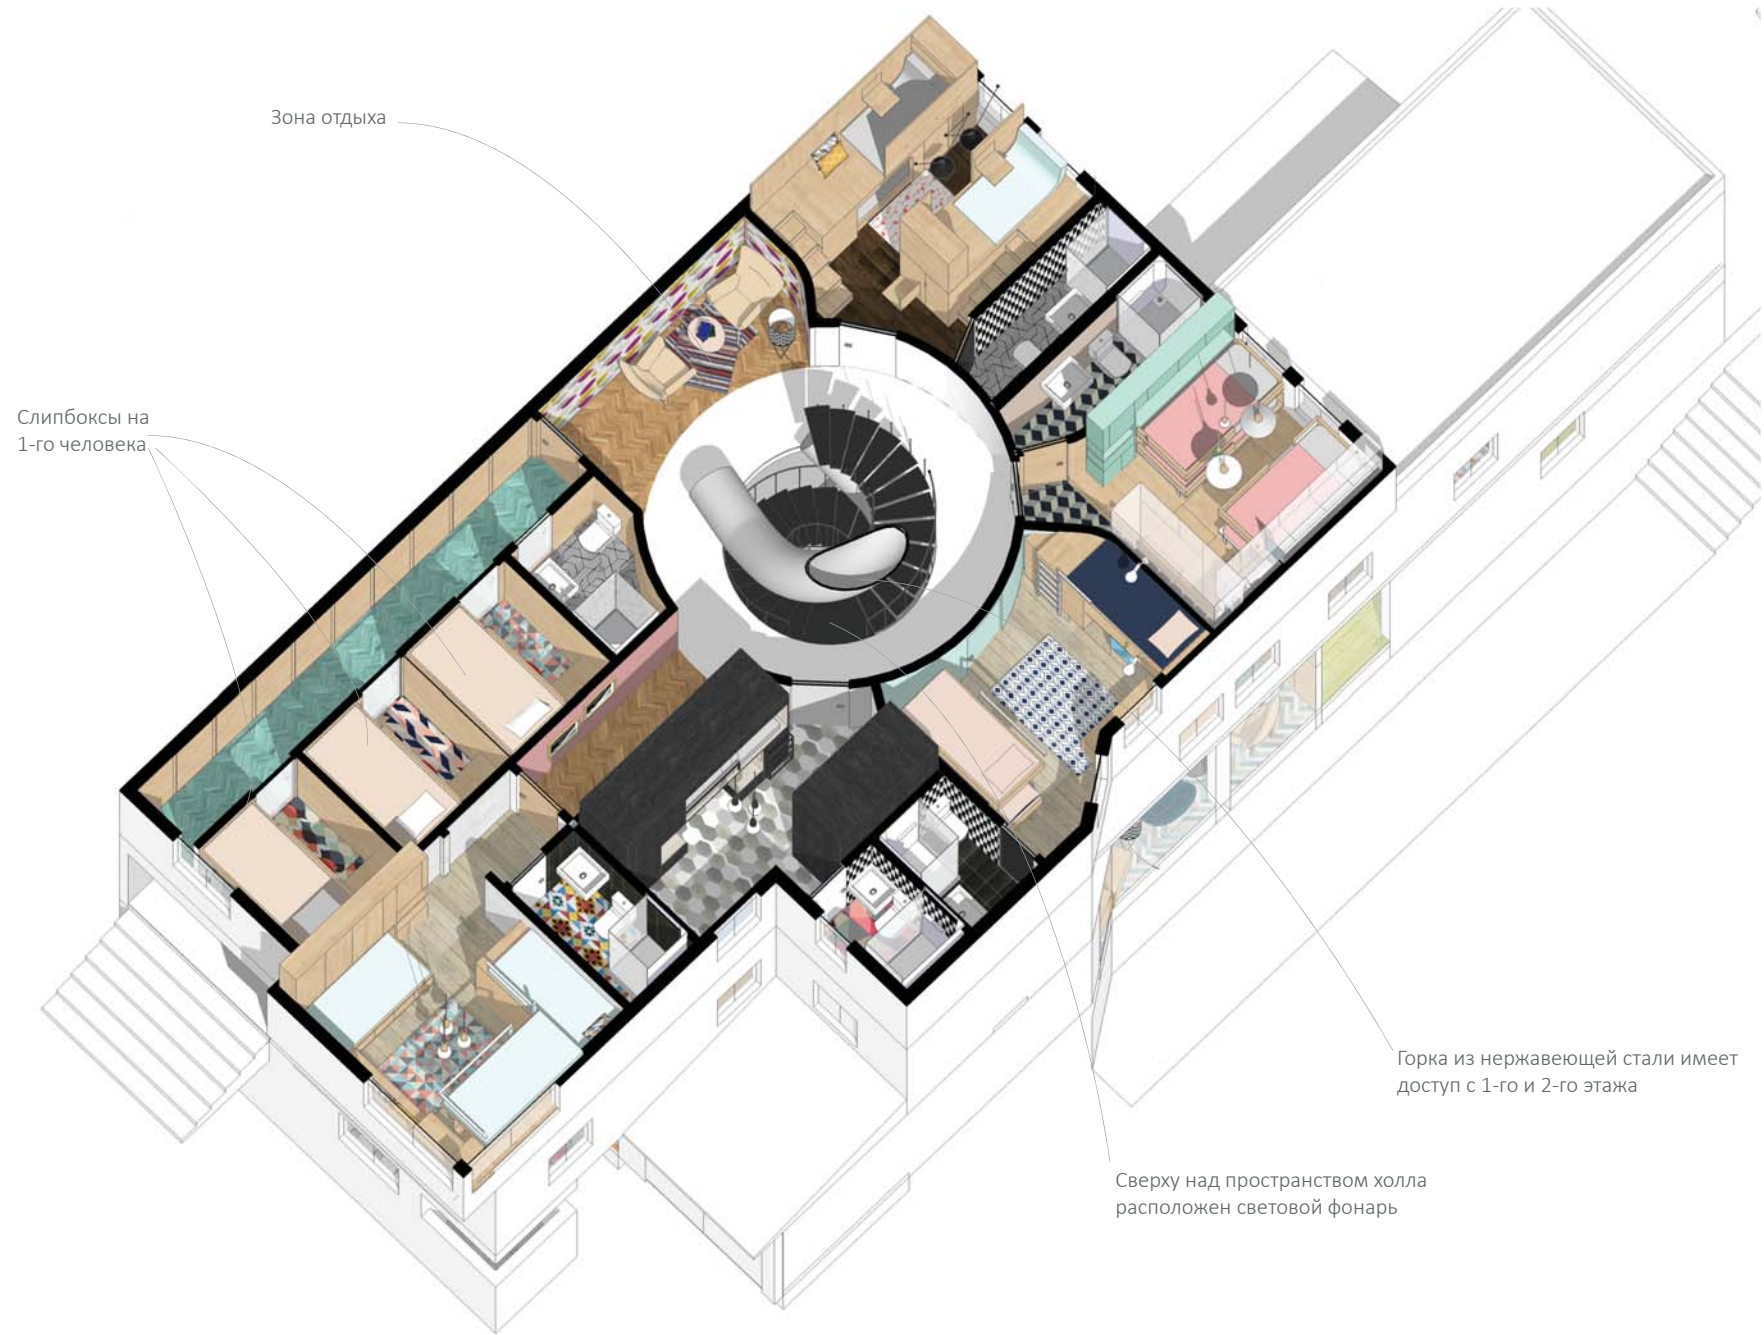 Зона отдыха
Слипбоксы на
1-го человека
Горка из нержавеющей стали имеет
доступ с 1-го и 2-го этажа
Сверху над пространством холла
расположен световой фонарь